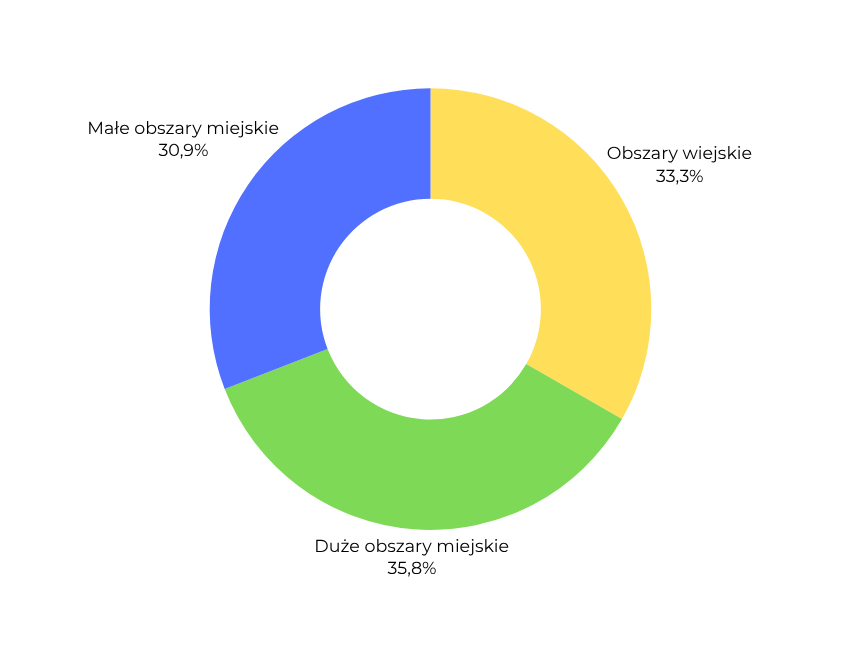 Małe obszary miejskie
30,9%
Obszary wiejskie
33,3%
Duże obszary miejskie
35,8%